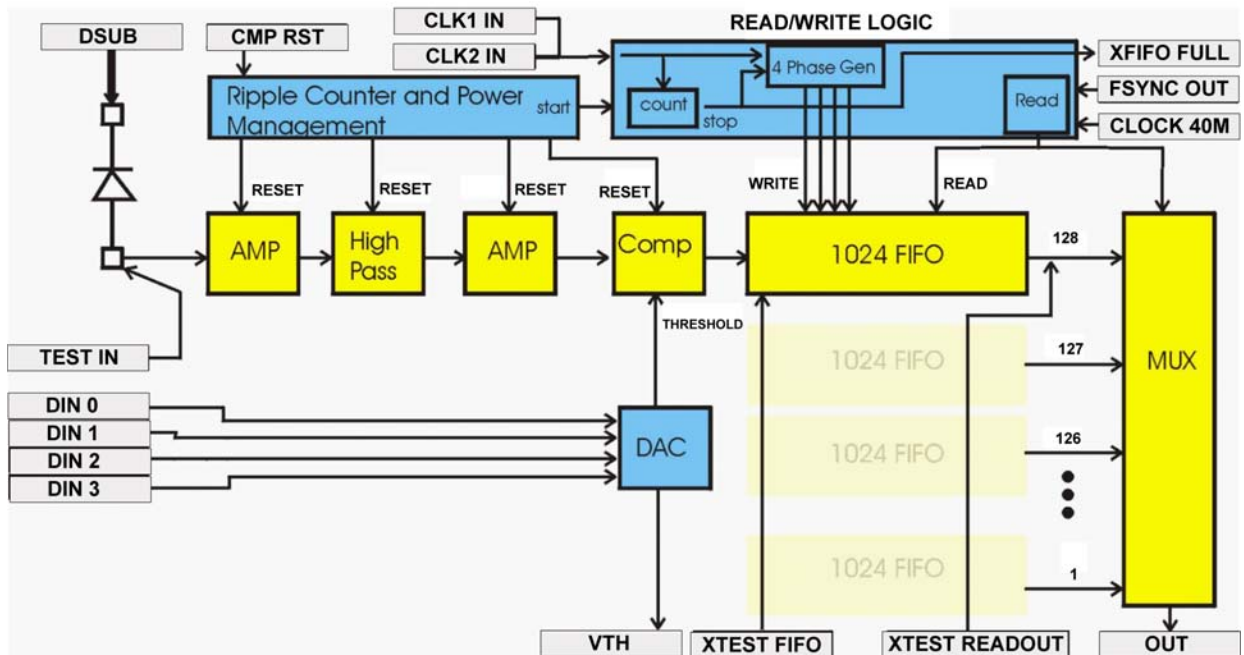 DSUB
CMP RST
CLK1 IN
CLK2 IN
READ/WRITE LOGIC
4 Phase Gen
count
stop
Read
XFIFO FULL
FSYNC OUT
CLOCK 40M
Ripple Counter and Power
Management
start
RESET
RESET
RESET
RESET
WRITE
READ
AMP
High
Pass
AMP
Comp
1024 FIFO
128
THRESHOLD
TEST IN
1024 FIFO
127
MUX
DIN 0
DIN 1
DIN 2
DIN 3
DAC
1024 FIFO
126
1024 FIFO
1
VTH
XTEST FIFO
XTEST READOUT
OUT